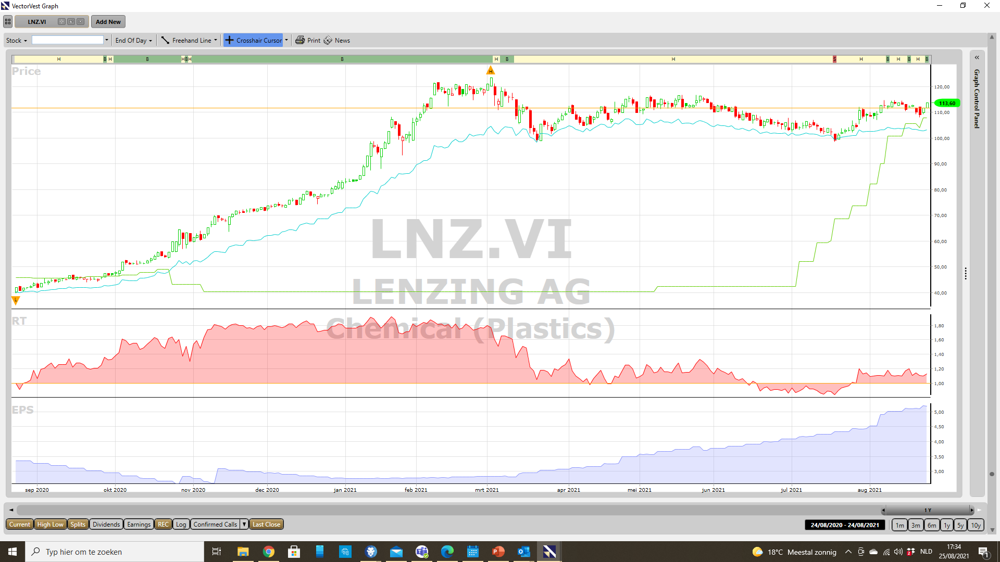 VectorVest Graph
LNZ.VI Add New
Stock End Of Day Freehand Line Crosshair Cursor Print News
H B H B H B H B H B H S H B H B H B
Price
H
120,00
113,60
110,00
100,00
90,00
80,00
70,00
60,00
50,00
40,00
L
LNZ.VI
LENZING AG
Chemical (Plastics)
Graph Control Panel
RT
1,80
1,60
1,40
1,20
1,00
EPS
5,00
4,50
4,00
3,50
3,00
sep 2020 okt 2020 nov 2020 dec 2020 jan 2021 feb 2021 mrt 2021 apr 2021 mei 2021 jun 2021 jul 2021 aug 2021
1 Y
Current High Low Splits Dividends Earnings REC Log Confirmed Calls Last Close 24/08/2020 - 24/08/2021 1m 3m 6m 1y 5y 10y
Typ hier om te zoeken 18°C Meestal zonnig NLD 17:34
25/08/2021 1